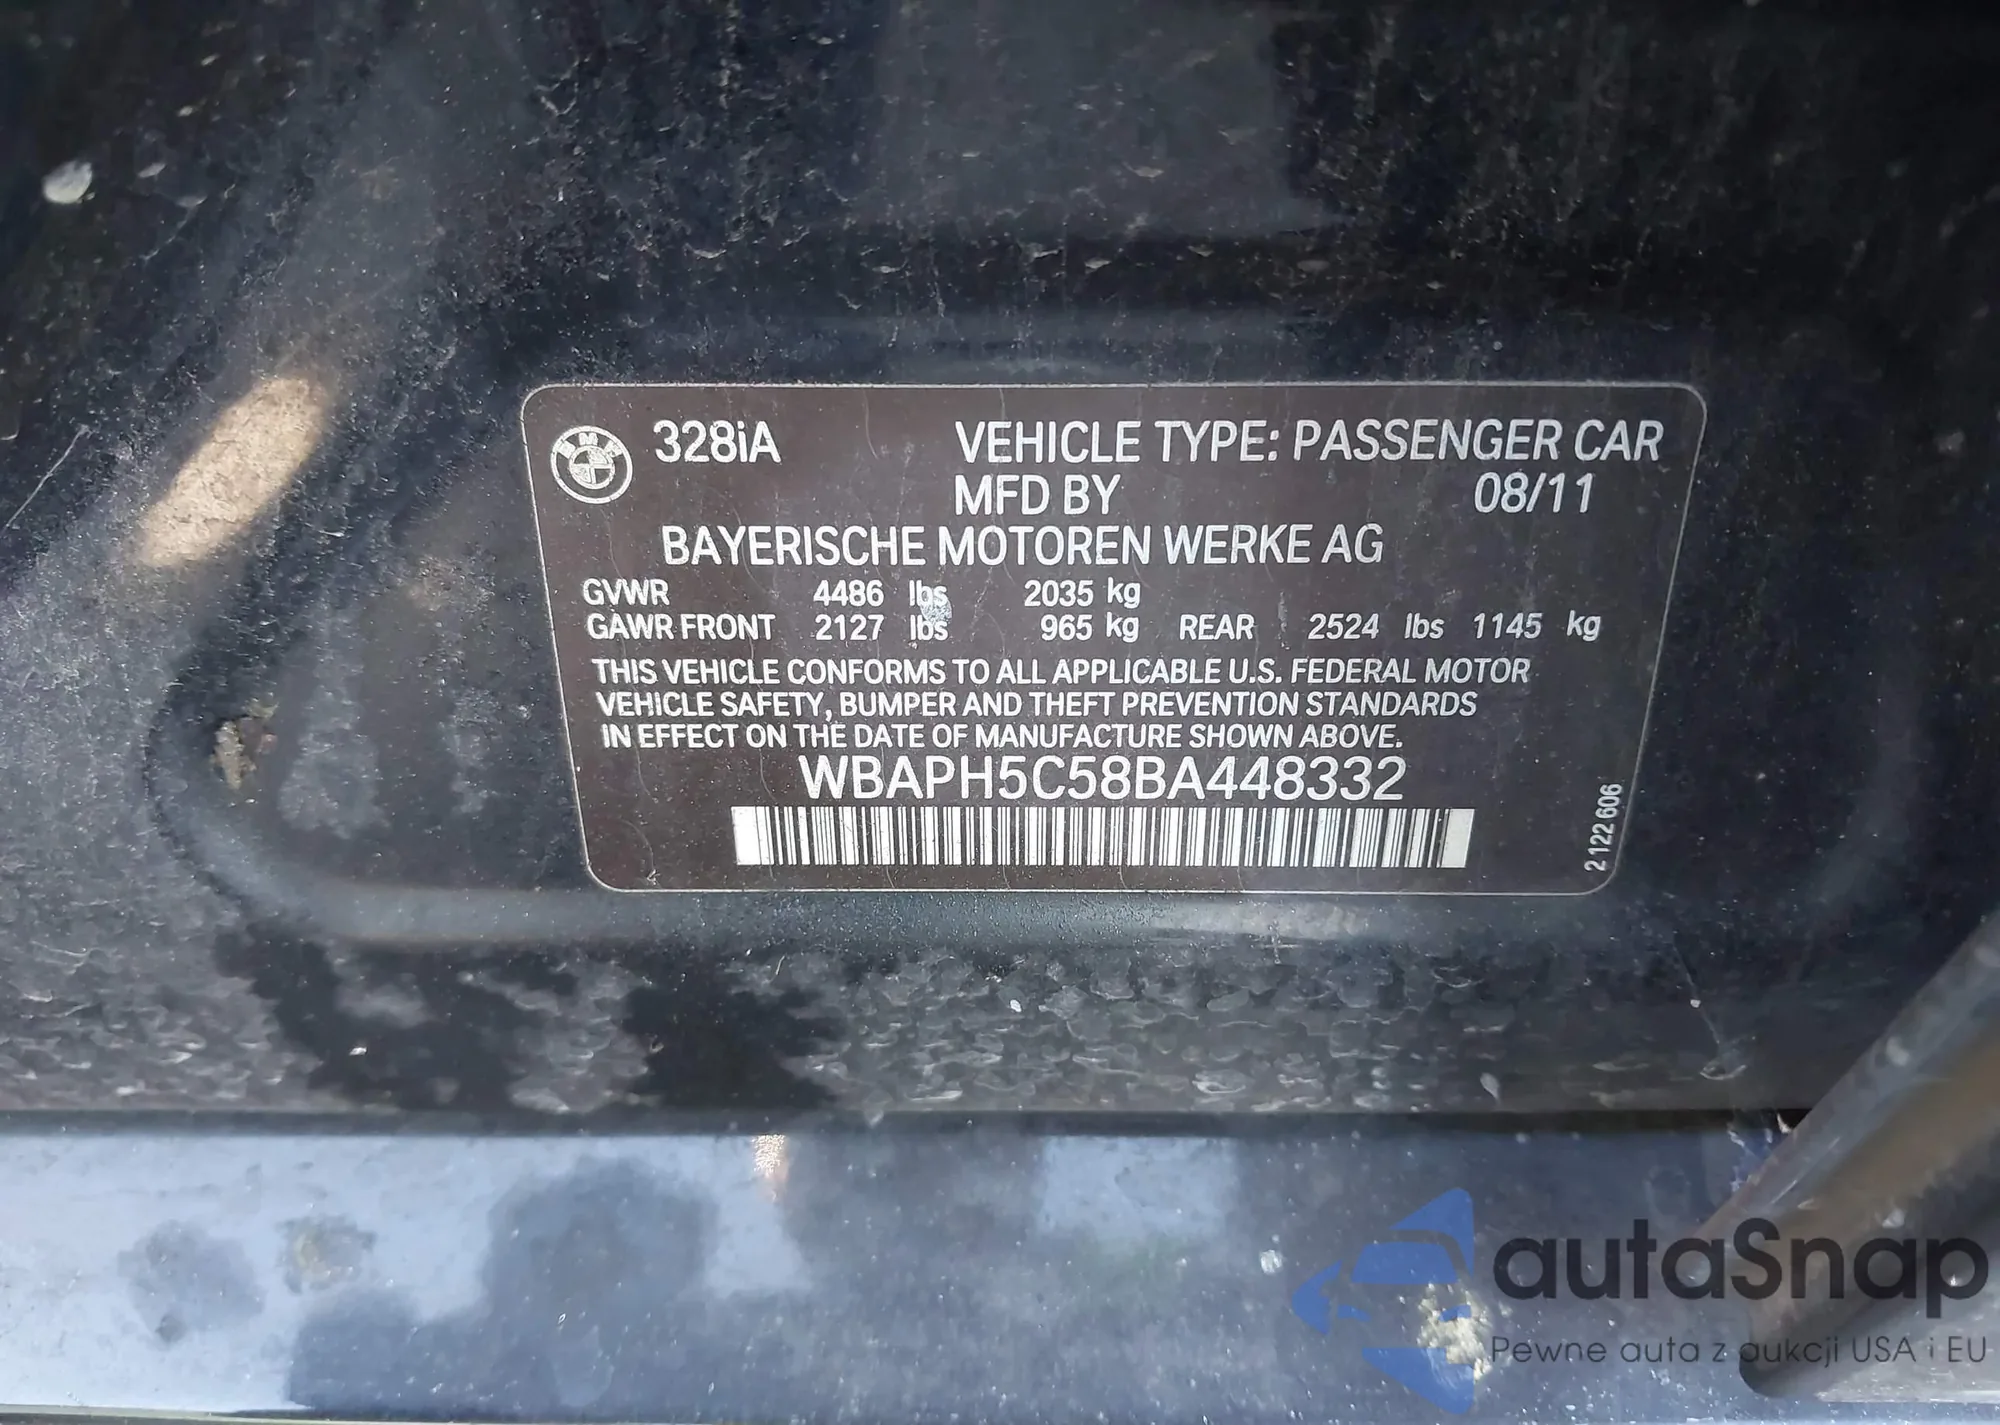 BMW 328iA VEHICLE TYPE: PASSENGER CAR
MFD BY 08/11
BAYERISCHE MOTOREN WERKE AG
GVWR 4486 lbs 2035 kg
GAWR FRONT 2127 lbs 965 kg REAR 2524 lbs 1145 kg
THIS VEHICLE CONFORMS TO ALL APPLICABLE U.S. FEDERAL MOTOR
VEHICLE SAFETY, BUMPER AND THEFT PREVENTION STANDARDS
IN EFFECT ON THE DATE OF MANUFACTURE SHOWN ABOVE.
WBAPH5C58BA448332
2122606
autaSnap
Pewne auta z aukcji USA i EU